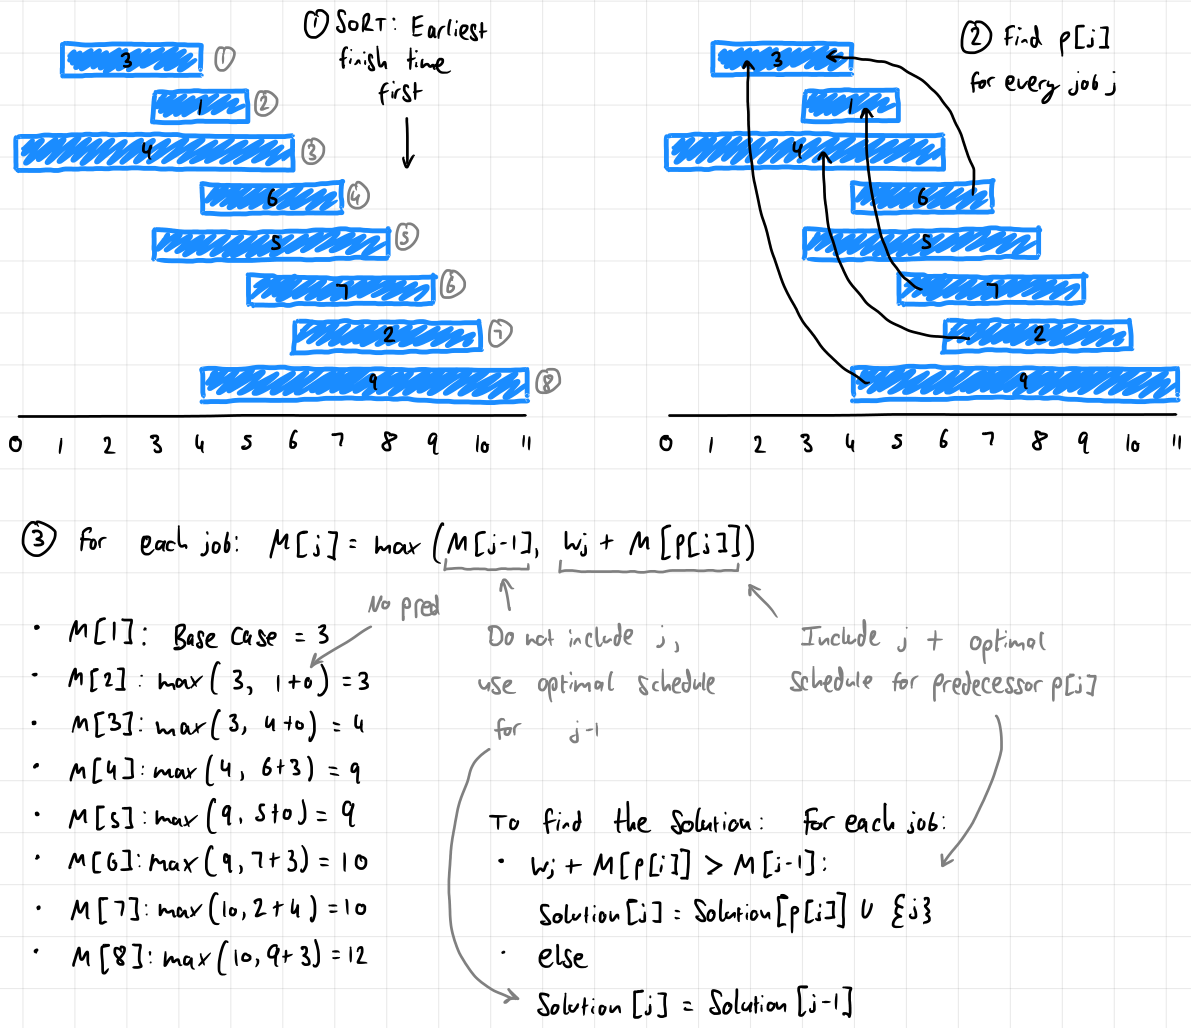 ① SORT: Earliest
finish time
first
3 ①
1 ②
4 ③
6 ④
5 ⑤
7 ⑥
2 ⑦
9 ⑧
0 1 2 3 4 5 6 7 8 9 10 11
② Find p[j]
for every job j
3
1
4
6
5
7
2
9
0 1 2 3 4 5 6 7 8 9 10 11
③ For each job: M[j] = max(M[j-1], wj + M[p[j]])
No pred
• M[1]: Base case = 3
• M[2]: max(3, 1+0) = 3
• M[3]: max(3, 4+0) = 4
• M[4]: max(4, 6+3) = 9
• M[5]: max(9, 5+0) = 9
• M[6]: max(9, 7+3) = 10
• M[7]: max(10, 2+4) = 10
• M[8]: max(10, 9+3) = 12
Do not include j,
use optimal schedule
for j-1
Include j + optimal
schedule for predecessor p[j]
To find the solution: For each job:
• wj + M[p[j]] > M[j-1]:
Solution[j] = Solution[p[j]] ∪ {j}
• else
Solution[j] = Solution[j-1]